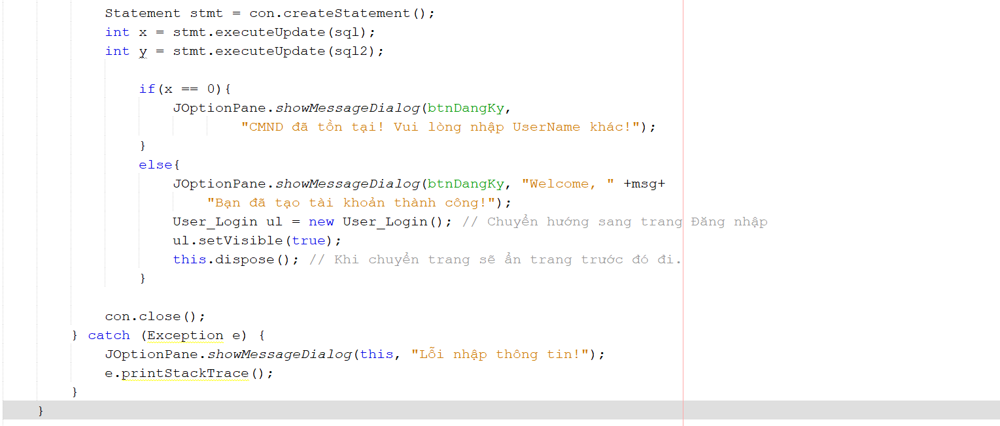 Statement stmt = con.createStatement();
int x = stmt.executeUpdate(sql);
int y = stmt.executeUpdate(sql2);
if(x == 0){
JOptionPane.showMessageDialog(btnDangKy,
"CMND đã tồn tại! Vui lòng nhập UserName khác!");
}
else{
JOptionPane.showMessageDialog(btnDangKy, "Welcome, " +msg+
"Bạn đã tạo tài khoản thành công!");
User_Login ul = new User_Login(); // Chuyển hướng sang trang Đăng nhập
ul.setVisible(true);
this.dispose(); // Khi chuyển trang sẽ ẩn trang trước đó đi.
}
con.close();
} catch (Exception e) {
JOptionPane.showMessageDialog(this, "Lỗi nhập thông tin!");
e.printStackTrace();
}
}